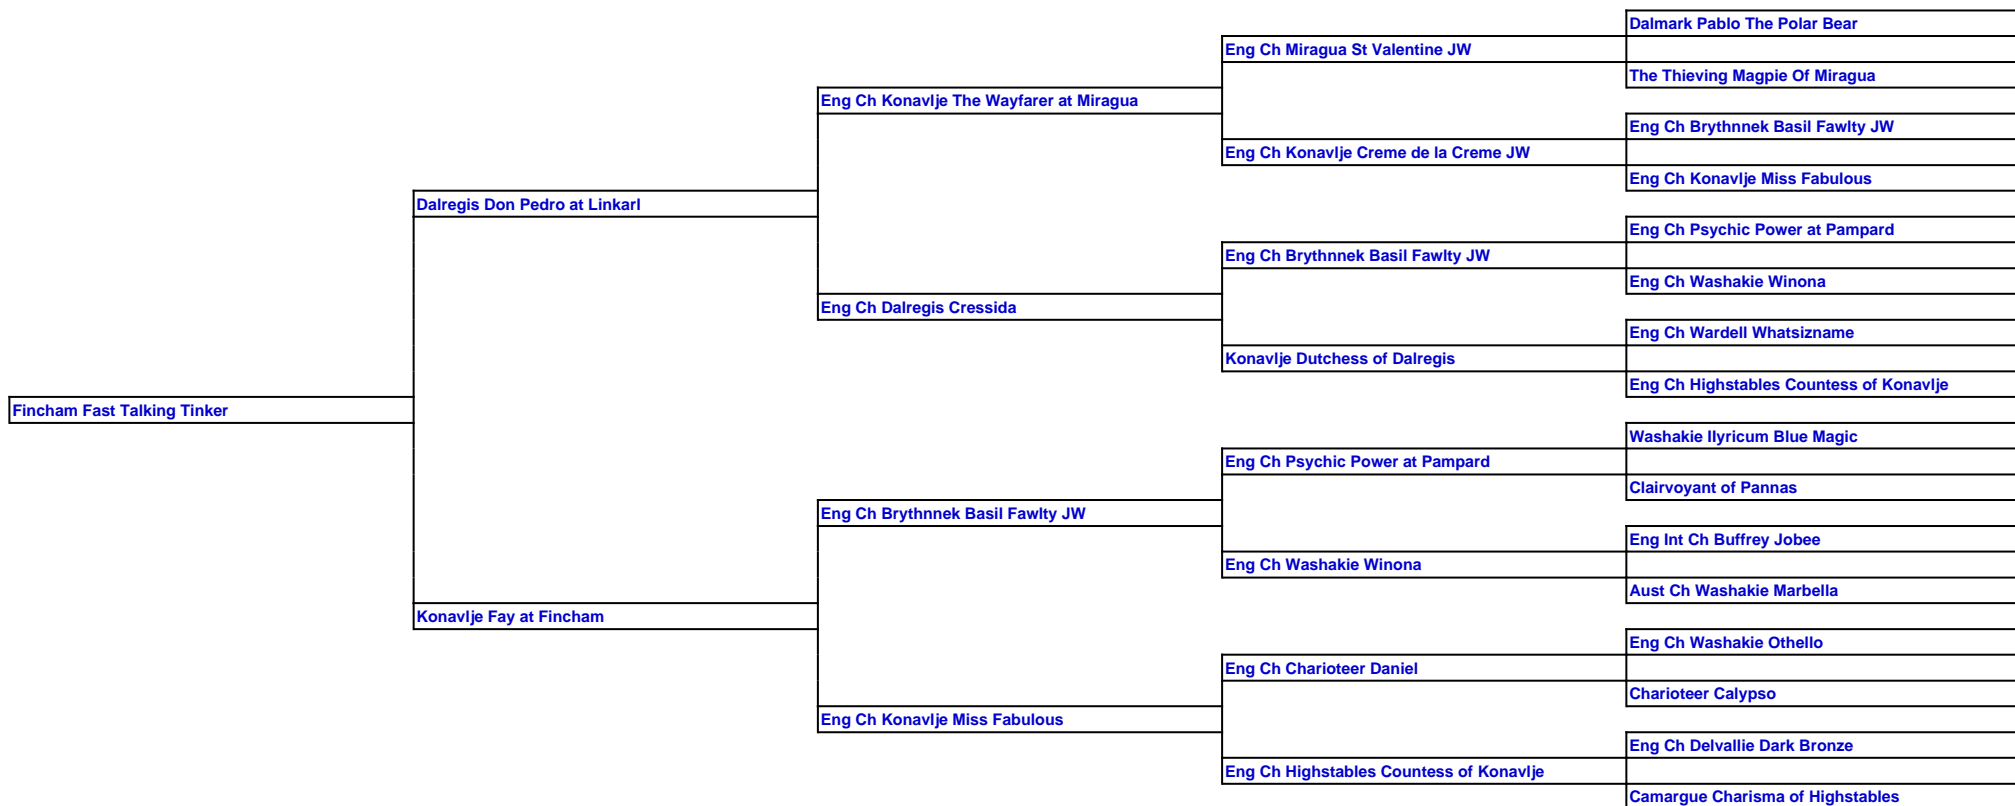 Dalmark Pablo The Polar Bear
Eng Ch Miragua St Valentine JW
The Thieving Magpie Of Miragua
Eng Ch Konavlje The Wayfarer at Miragua
Eng Ch Brythnnek Basil Fawlty JW
Eng Ch Konavlje Creme de la Creme JW
Eng Ch Konavlje Miss Fabulous
Dalregis Don Pedro at Linkarl
Eng Ch Psychic Power at Pampard
Eng Ch Brythnnek Basil Fawlty JW
Eng Ch Washakie Winona
Eng Ch Dalregis Cressida
Eng Ch Wardell Whatsizname
Konavlje Dutchess of Dalregis
Eng Ch Highstables Countess of Konavlje
Fincham Fast Talking Tinker
Washakie Ilyricum Blue Magic
Eng Ch Psychic Power at Pampard
Clairvoyant of Pannas
Eng Ch Brythnnek Basil Fawlty JW
Eng Int Ch Buffrey Jobee
Eng Ch Washakie Winona
Aust Ch Washakie Marbella
Konavlje Fay at Fincham
Eng Ch Washakie Othello
Eng Ch Charioteer Daniel
Charioteer Calypso
Eng Ch Konavlje Miss Fabulous
Eng Ch Delvallie Dark Bronze
Eng Ch Highstables Countess of Konavlje
Camargue Charisma of Highstables